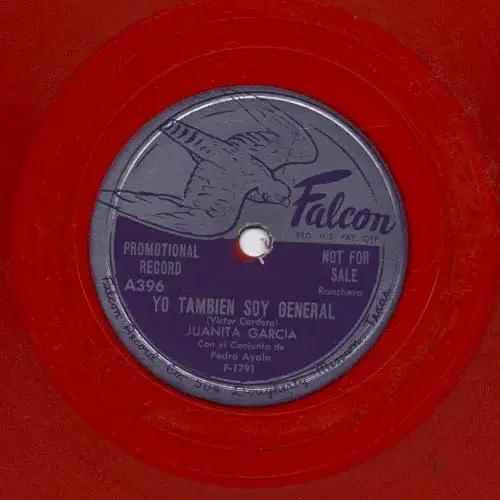 Falcon
REG. U.S. PAT. OFF.
PROMOTIONAL
RECORD
NOT FOR
SALE
A396
Ranchera
YO TAMBIEN SOY GENERAL
(Victor Cordero)
JUANITA GARCIA
Con el Conjunto de
Pedro Ayala
F-1791
Falcon Record Co. 504 Dougherty Mission, Texas